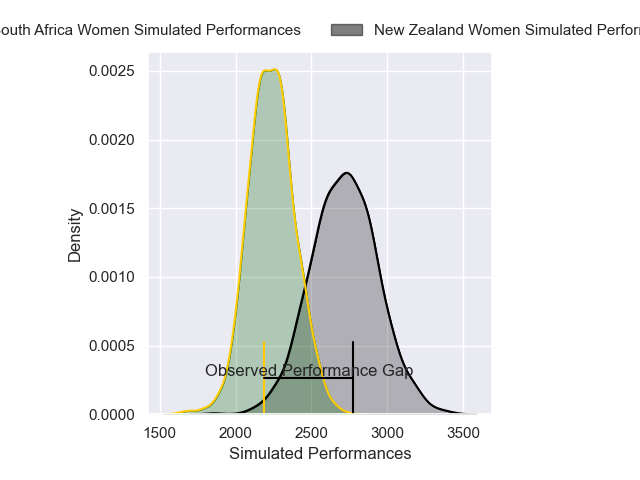 outh Africa Women Simulated Performances New Zealand Women Simulated Perfor
0.0025
0.0020
0.0015
0.0010
0.0005
0.0000
Density
Observed Performance Gap
1500 2000 2500 3000 3500
Simulated Performances